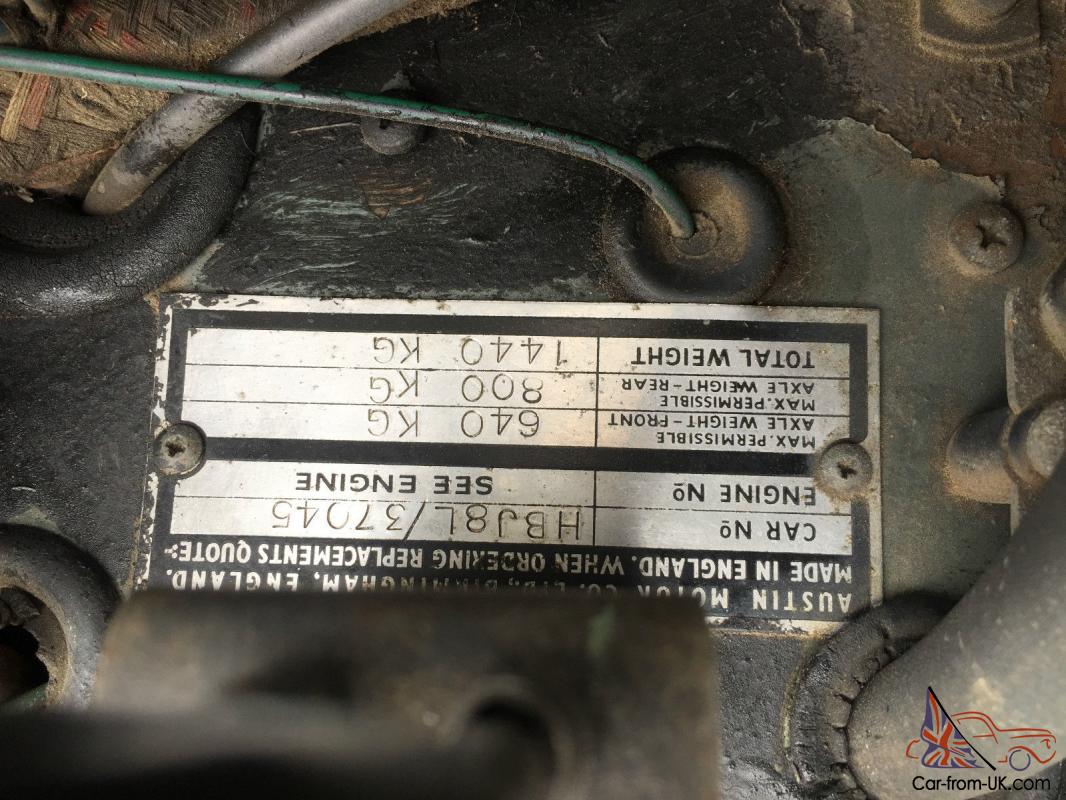 AUSTIN MOTOR CO. LTD., BIRMINGHAM, ENGLAND.
MADE IN ENGLAND. WHEN ORDERING REPLACEMENTS QUOTE:-
CAR Nº HBJ8L/37045
ENGINE Nº SEE ENGINE
MAX. PERMISSIBLE
AXLE WEIGHT-FRONT 640 KG
MAX. PERMISSIBLE
AXLE WEIGHT-REAR 800 KG
TOTAL WEIGHT 1440 KG
Car-from-UK.com